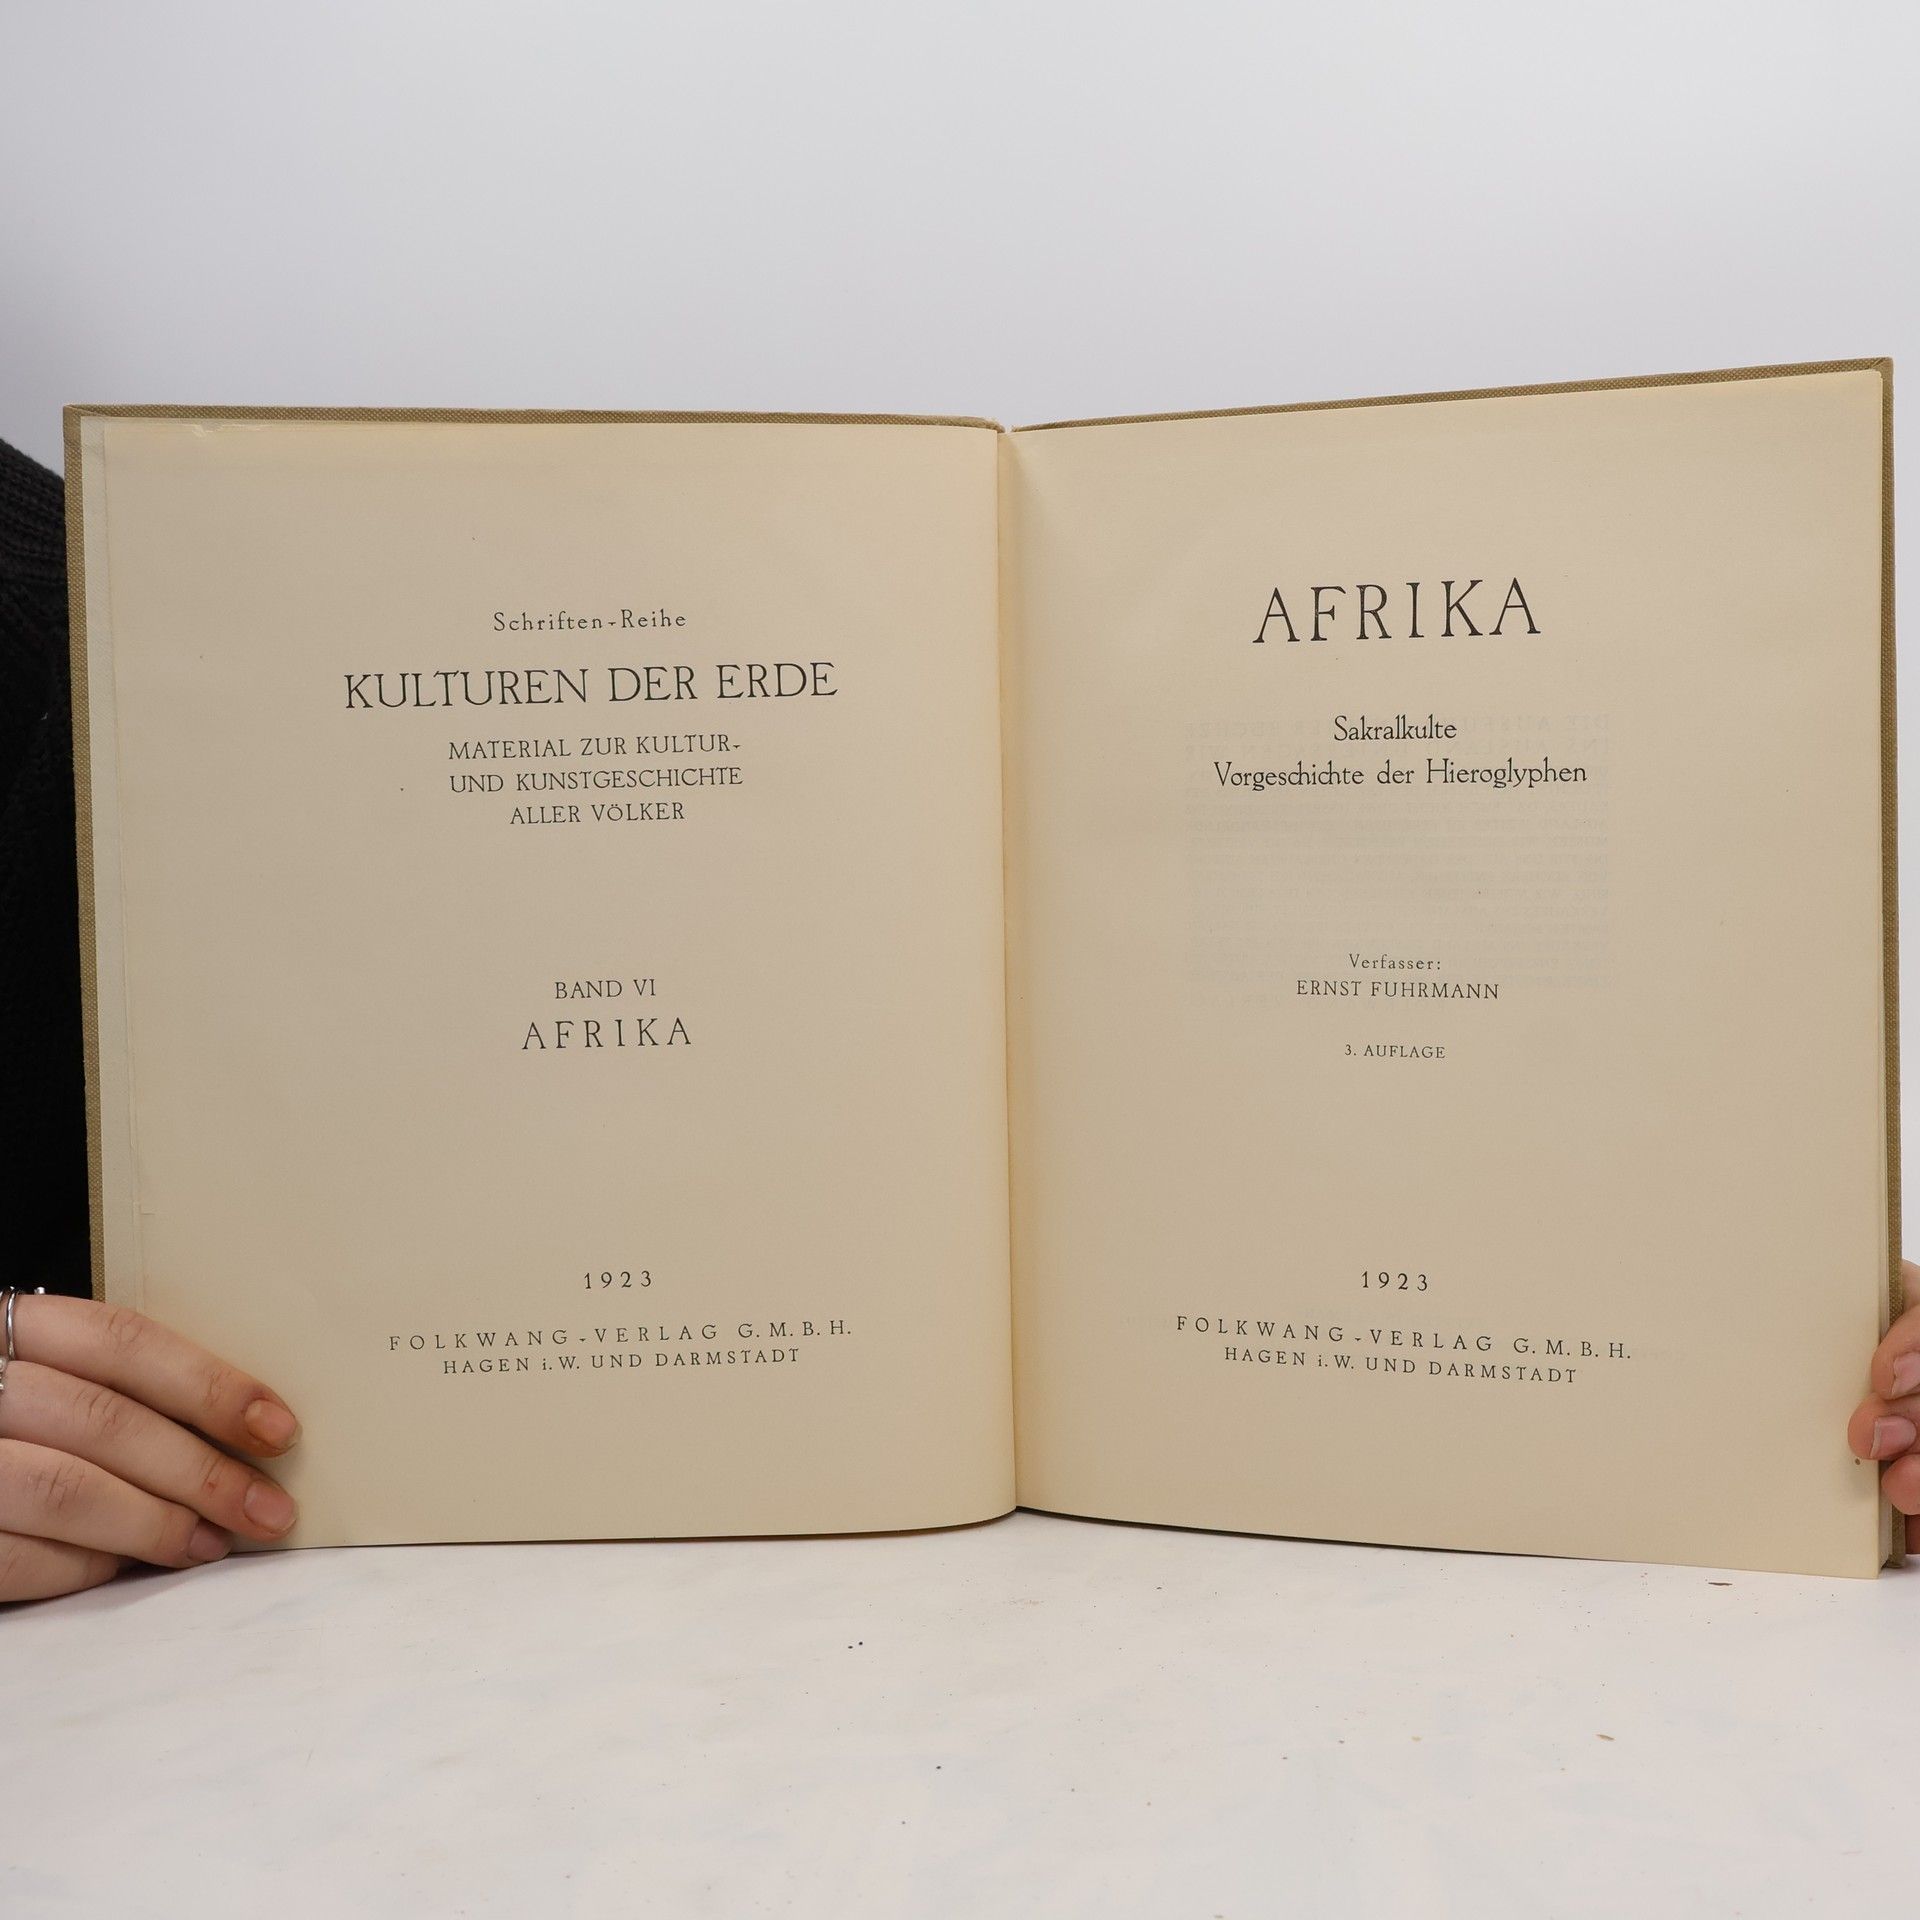 Schriften-Reihe
KULTUREN DER ERDE
MATERIAL ZUR KULTUR-
UND KUNSTGESCHICHTE
ALLER VÖLKER
BAND VI
AFRIKA
1923
FOLKWANG-VERLAG G. M. B. H.
HAGEN i. W. UND DARMSTADT
AFRIKA
Sakralkulte
Vorgeschichte der Hieroglyphen
Verfasser:
ERNST FUHRMANN
3. AUFLAGE
1923
FOLKWANG-VERLAG G. M. B. H.
HAGEN i. W. UND DARMSTADT